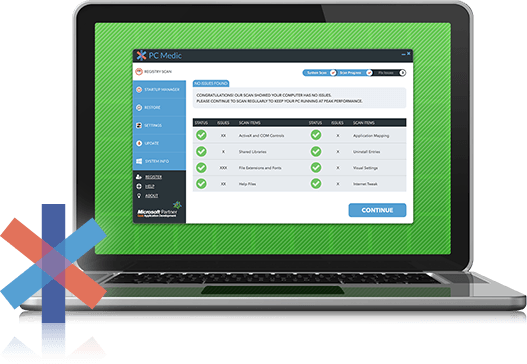 PC Medic
REGISTRY SCAN
System Scan
Scan Progress
Fix Issues
STARTUP MANAGER
RESTORE
SETTINGS
UPDATE
SYSTEM INFO
REGISTER
HELP
ABOUT
Microsoft Partner
Gold Application Development
NO ISSUES FOUND
CONGRATULATIONS! OUR SCAN SHOWED YOUR COMPUTER HAS NO ISSUES.
PLEASE CONTINUE TO SCAN REGULARLY TO KEEP YOUR PC RUNNING AT PEAK PERFORMANCE.
STATUS ISSUES SCAN ITEMS STATUS ISSUES SCAN ITEMS
XX ActiveX and COM Controls X Application Mapping
X Shared Libraries X Uninstall Entries
XXX File Extensions and Fonts X Visual Settings
XX Help Files X Internet Tweak
CONTINUE